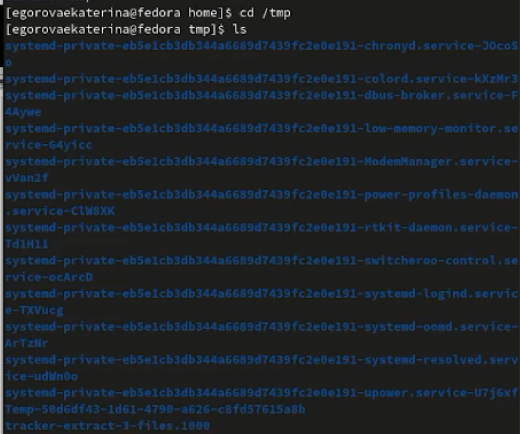 [egorovaekaterina@fedora home]$ cd /tmp
[egorovaekaterina@fedora tmp]$ ls
systemd-private-eb5e1cb3db344a6689d7439fc2e0e191-chronyd.service-JOcoS
o
systemd-private-eb5e1cb3db344a6689d7439fc2e0e191-colord.service-kXzMr3
systemd-private-eb5e1cb3db344a6689d7439fc2e0e191-dbus-broker.service-F
4Aywe
systemd-private-eb5e1cb3db344a6689d7439fc2e0e191-low-memory-monitor.se
rvice-G4yicc
systemd-private-eb5e1cb3db344a6689d7439fc2e0e191-ModemManager.service-
vVan2f
systemd-private-eb5e1cb3db344a6689d7439fc2e0e191-power-profiles-daemon
.service-ClW8XK
systemd-private-eb5e1cb3db344a6689d7439fc2e0e191-rtkit-daemon.service-
Td1H11
systemd-private-eb5e1cb3db344a6689d7439fc2e0e191-switcheroo-control.se
rvice-ocArcD
systemd-private-eb5e1cb3db344a6689d7439fc2e0e191-systemd-logind.servic
e-TXVucg
systemd-private-eb5e1cb3db344a6689d7439fc2e0e191-systemd-oomd.service-
ArTzNr
systemd-private-eb5e1cb3db344a6689d7439fc2e0e191-systemd-resolved.serv
ice-udWn0o
systemd-private-eb5e1cb3db344a6689d7439fc2e0e191-upower.service-U7j6xf
Temp-50d6df43-1d61-4790-a626-c8fd57615a8b
tracker-extract-3-files.1000